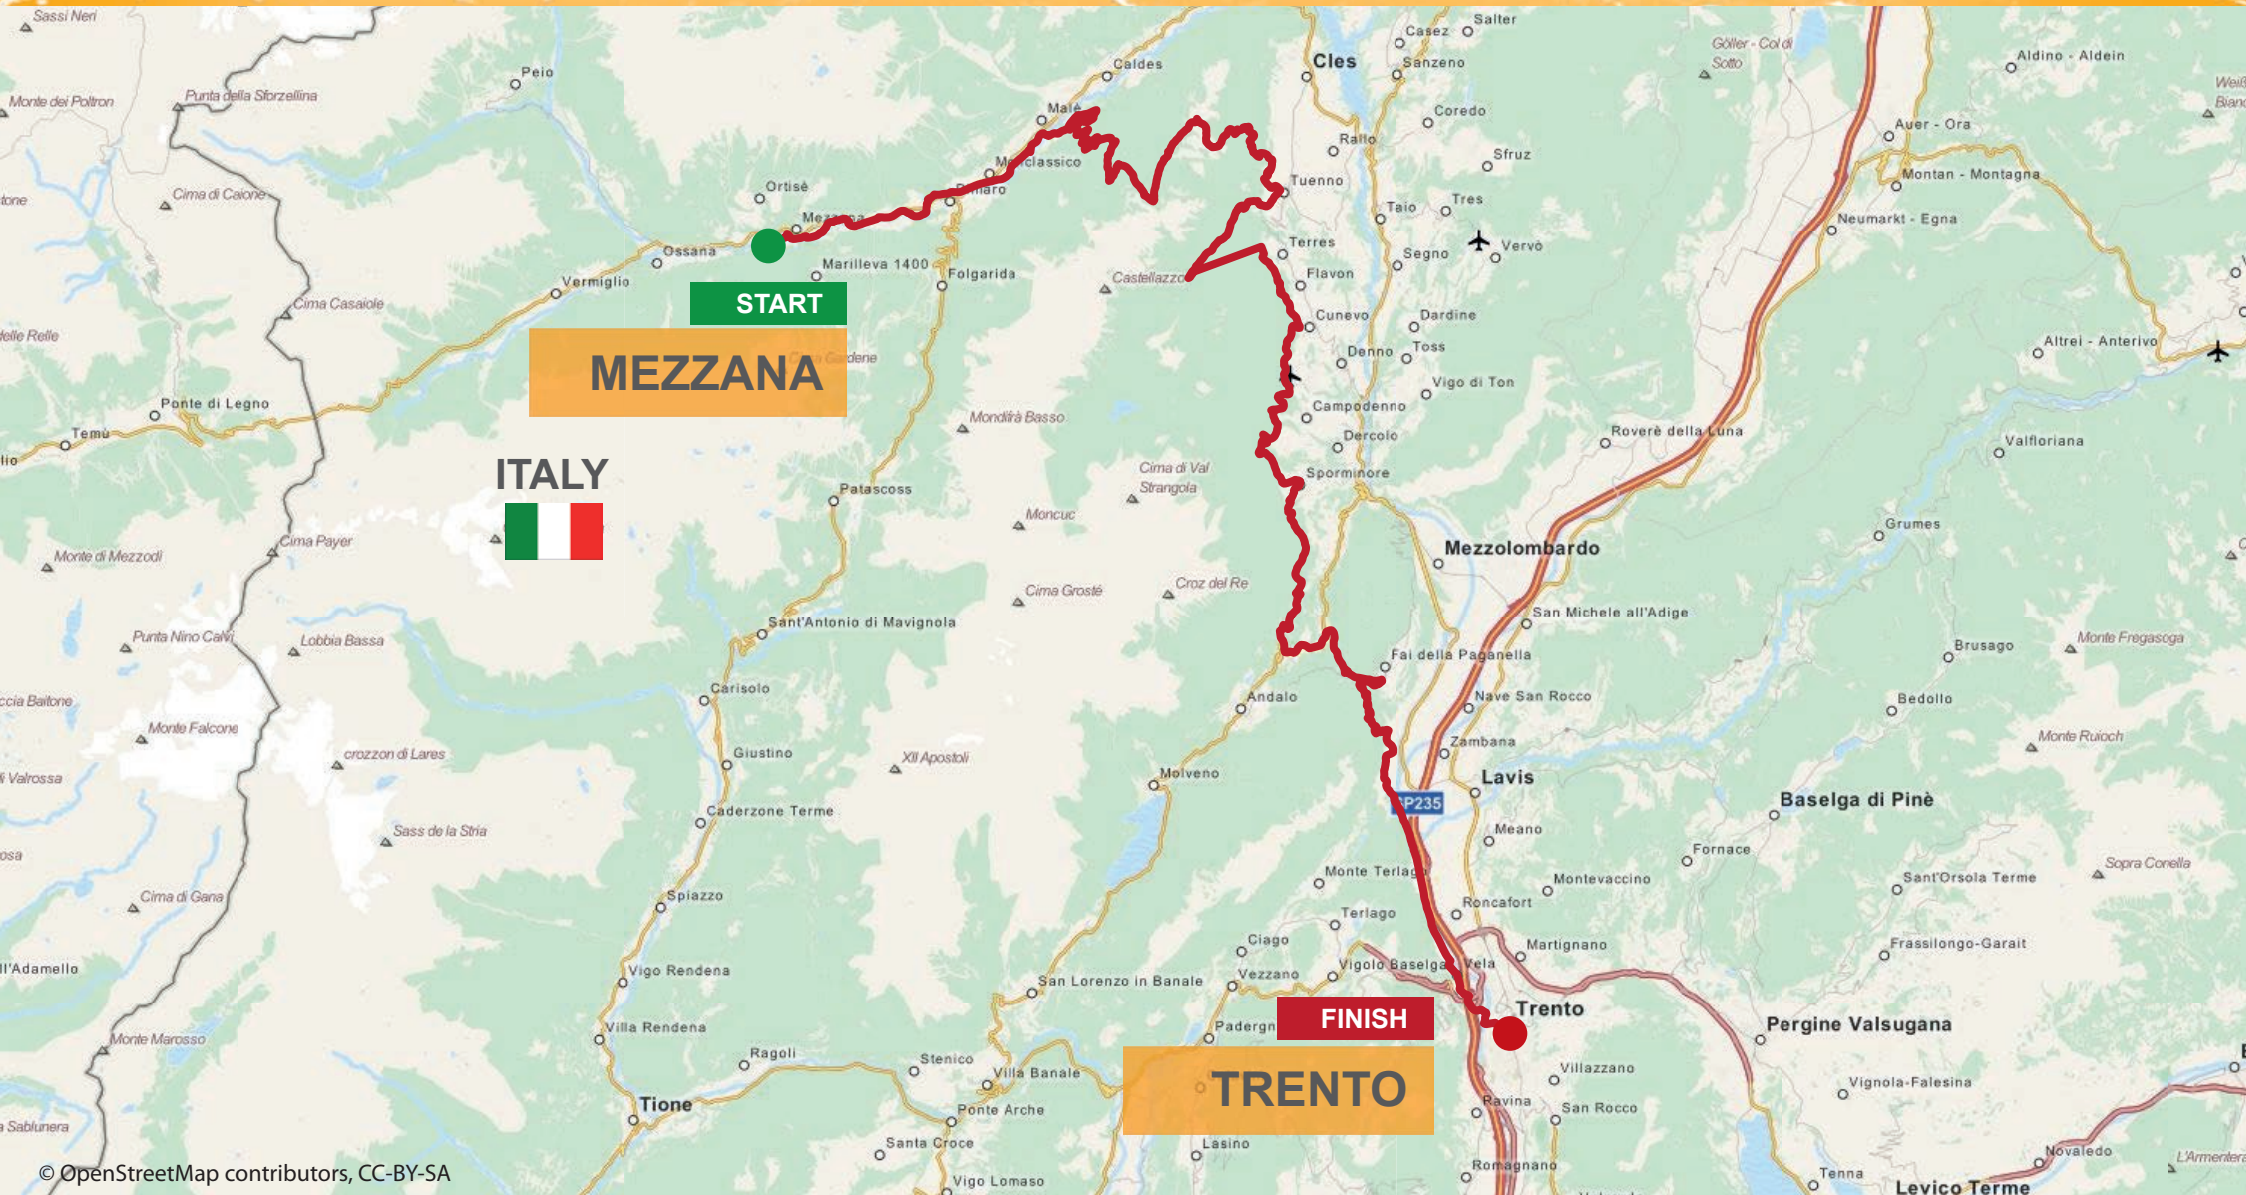 Sassi Neri
Salter
Casez
Göller - Col di
Sotto
Aldino - Aldein
Cles
Caldes
Sanzeno
Peio
Monte dei Poltron
Punta della Sforzellina
Malè
Coredo
Auer - Ora
Rallo
Sfruz
Monclassico
Montan - Montagna
Tuenno
Ortisè
Cima di Caione
Dimaro
Taio
Tres
Mezzana
Neumarkt - Egna
Terres
Vervò
Segno
Ossana
Marilleva 1400
Folgarida
Castellazzo
Flavon
Vermiglio
START
Cima Casaiole
Cunevo
Dardine
Altrei - Anterivo
Denno
Toss
MEZZANA
Vigo di Ton
Ponte di Legno
Campodenno
Mondifrà Basso
Temù
Roverè della Luna
Dercolo
Valfloriana
ITALY
Cima di Val
Strangola
Sporminore
Patascoss
Moncuc
Grumes
Cima Payer
Monte di Mezzodì
Mezzolombardo
Cima Grosté
Croz del Re
San Michele all'Adige
Sant'Antonio di Mavignola
Punta Nino Calvi
Lobbia Bassa
Monte Fregasoga
Brusago
Fai della Paganella
Carisolo
Nave San Rocco
Andalo
Bedollo
Monte Falcone
Monte Ruioch
Zambana
crozzon di Lares
Giustino
XII Apostoli
Molveno
Lavis
SP235
Baselga di Pinè
Caderzone Terme
Sass de la Stria
Meano
Fornace
Sopra Conella
Monte Terlago
Montevaccino
Sant'Orsola Terme
Cima di Gana
Spiazzo
Roncafort
Terlago
Ciago
Martignano
Frassilongo-Garait
Vigo Rendena
Vezzano
Vigolo Baselga
Vela
San Lorenzo in Banale
Trento
FINISH
Villa Rendena
Pergine Valsugana
Monte Marosso
Ragoli
Stenico
Villa Banale
Villazzano
TRENTO
Vignola-Falesina
Tione
Ravina
Ponte Arche
San Rocco
Santa Croce
Lasino
Novaledo
Romagnano
Tenna
© OpenStreetMap contributors, CC-BY-SA
Vigo Lomaso
Levico Terme